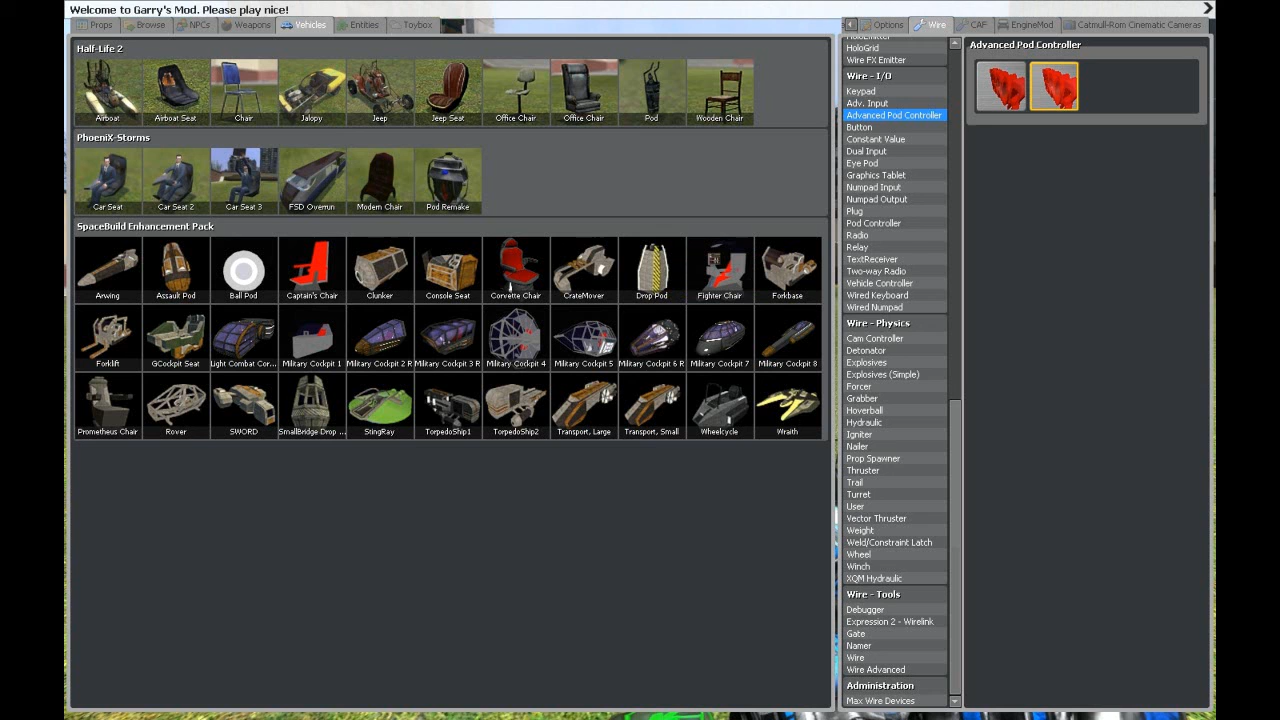 Welcome to Garry's Mod. Please play nice!
Props Browse NPCs Weapons Vehicles Entities Toybox
Half-Life 2
Airboat Airboat Seat Chair Jalopy Jeep Jeep Seat Office Chair Office Chair Pod Wooden Chair
PhoeniX-Storms
Car Seat Car Seat 2 Car Seat 3 FSD Overrun Modern Chair Pod Remake
SpaceBuild Enhancement Pack
Arwing Assault Pod Ball Pod Captain's Chair Clunker Console Seat Corvette Chair CrateMover Drop Pod Fighter Chair Forkbase
Forklift GCockpit Seat Light Combat Cor... Military Cockpit 1 Military Cockpit 2 R Military Cockpit 3 R Military Cockpit 4 Military Cockpit 5 Military Cockpit 6 R Military Cockpit 7 Military Cockpit 8
Prometheus Chair Rover SWORD SmallBridge Drop ... StingRay TorpedoShip1 TorpedoShip2 Transport, Large Transport, Small Wheelcycle Wraith
Options Wire CAF EngineMod Catmull-Rom Cinematic Cameras
HoloEmitter
HoloGrid
Wire FX Emitter
Wire - I/O
Keypad
Adv. Input
Advanced Pod Controller
Button
Constant Value
Dual Input
Eye Pod
Graphics Tablet
Numpad Input
Numpad Output
Plug
Pod Controller
Radio
Relay
TextReceiver
Two-way Radio
Vehicle Controller
Wired Keyboard
Wired Numpad
Wire - Physics
Cam Controller
Detonator
Explosives
Explosives (Simple)
Forcer
Grabber
Hoverball
Hydraulic
Igniter
Nailer
Prop Spawner
Thruster
Trail
Turret
User
Vector Thruster
Weight
Weld/Constraint Latch
Wheel
Winch
XQM Hydraulic
Wire - Tools
Debugger
Expression 2 - Wirelink
Gate
Namer
Wire
Wire Advanced
Administration
Max Wire Devices
Advanced Pod Controller